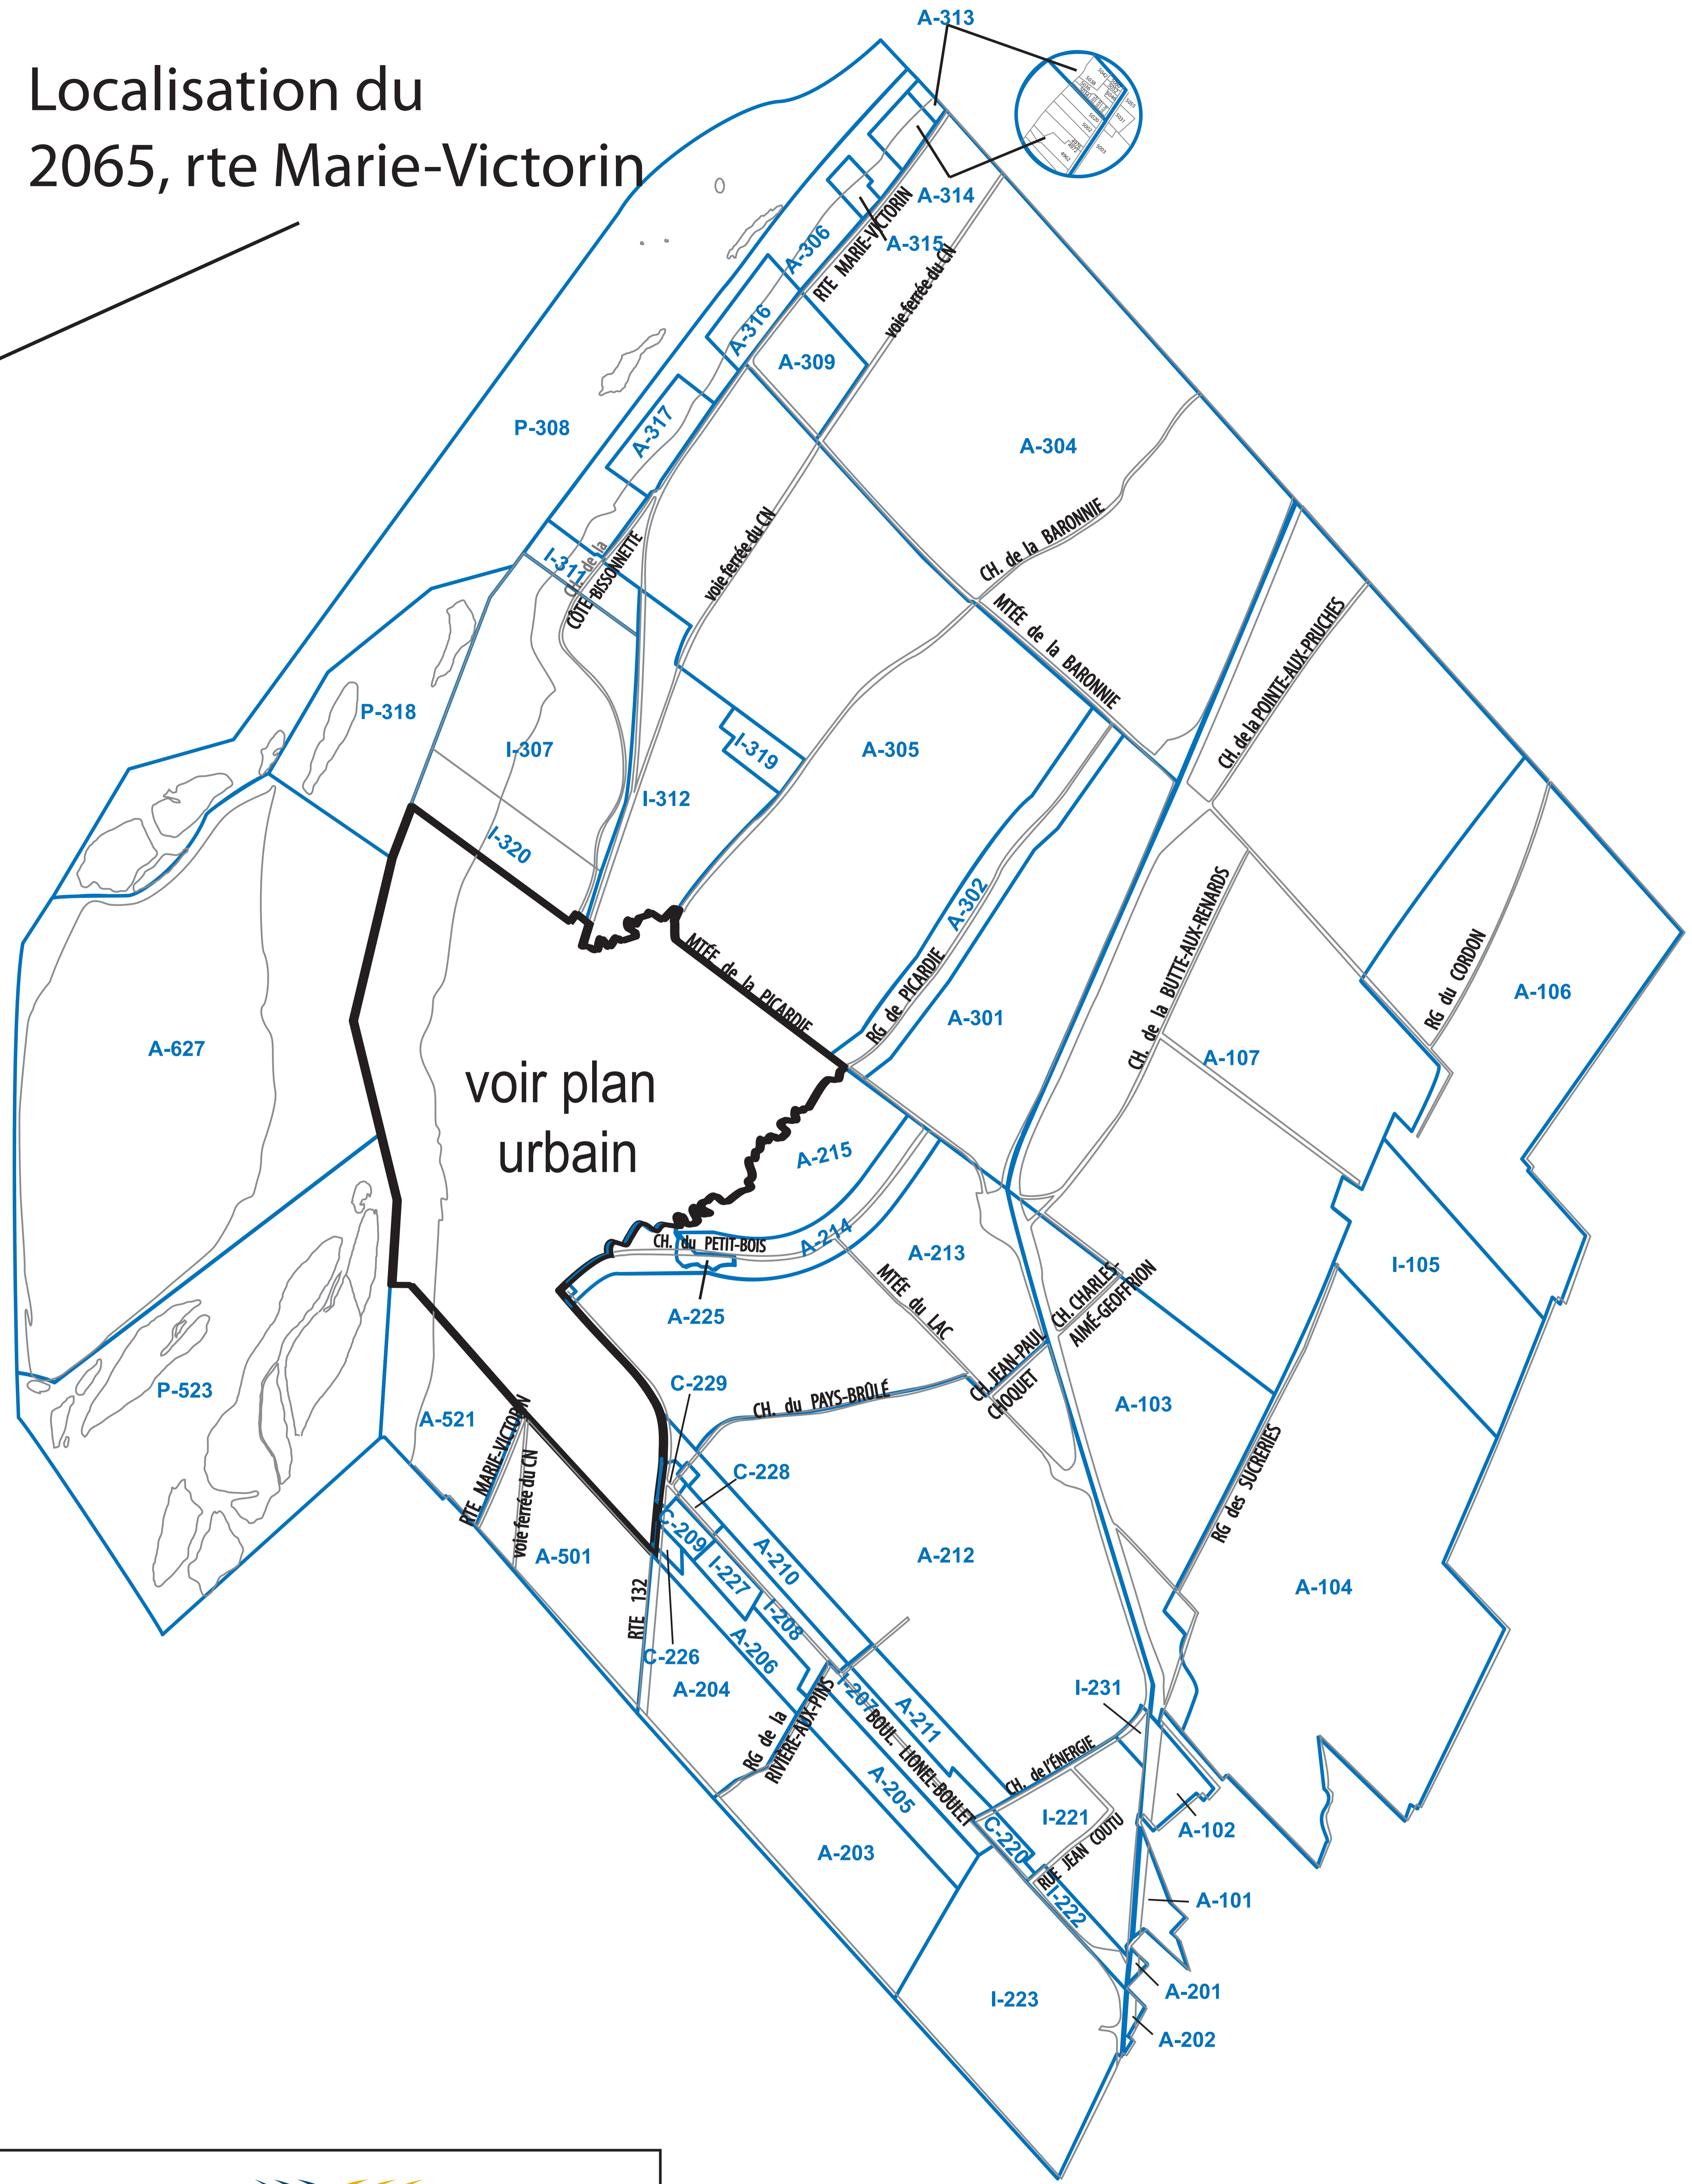 Localisation du
2065, rte Marie-Victorin
A-313
A-314
A-315
A-306
RTE MARIE-VICTORIN
voie ferrée du CN
A-316
A-309
P-308
A-317
A-304
CH. de la BARONNIE
voie ferrée du CN
I-311
CH. de la
CÔTE-BISSONNETTE
MTÉE de la BARONNIE
CH. de la POINTE-AUX-PRUCHES
P-318
I-307
I-319
A-305
I-312
I-320
A-302
RG de PICARDIE
MTÉE de la PICARDIE
A-301
CH. de la BUTTE-AUX-RENARDS
RG du CORDON
A-106
A-107
A-627
voir plan
urbain
A-215
A-214
CH. du PETIT-BOIS
A-213
A-225
MTÉE du LAC
CH. CHARLES-
AIMÉ-GEOFFRION
CH. JEAN-PAUL
CHOQUET
I-105
P-523
A-521
RTE MARIE-VICTORIN
voie ferrée du CN
C-229
CH. du PAYS-BRÛLÉ
A-103
C-228
RG des SUCRERIES
C-209
A-210
A-501
I-227
A-212
A-104
I-208
RTE 132
A-206
C-226
A-204
I-207
A-211
I-231
RG de la
RIVIÈRE-AUX-PINS
BOUL. LIONEL-BOULET
CH. de l'ÉNERGIE
A-205
I-221
C-220
RUE JEAN COUTU
A-102
A-203
I-222
A-101
I-223
A-201
A-202